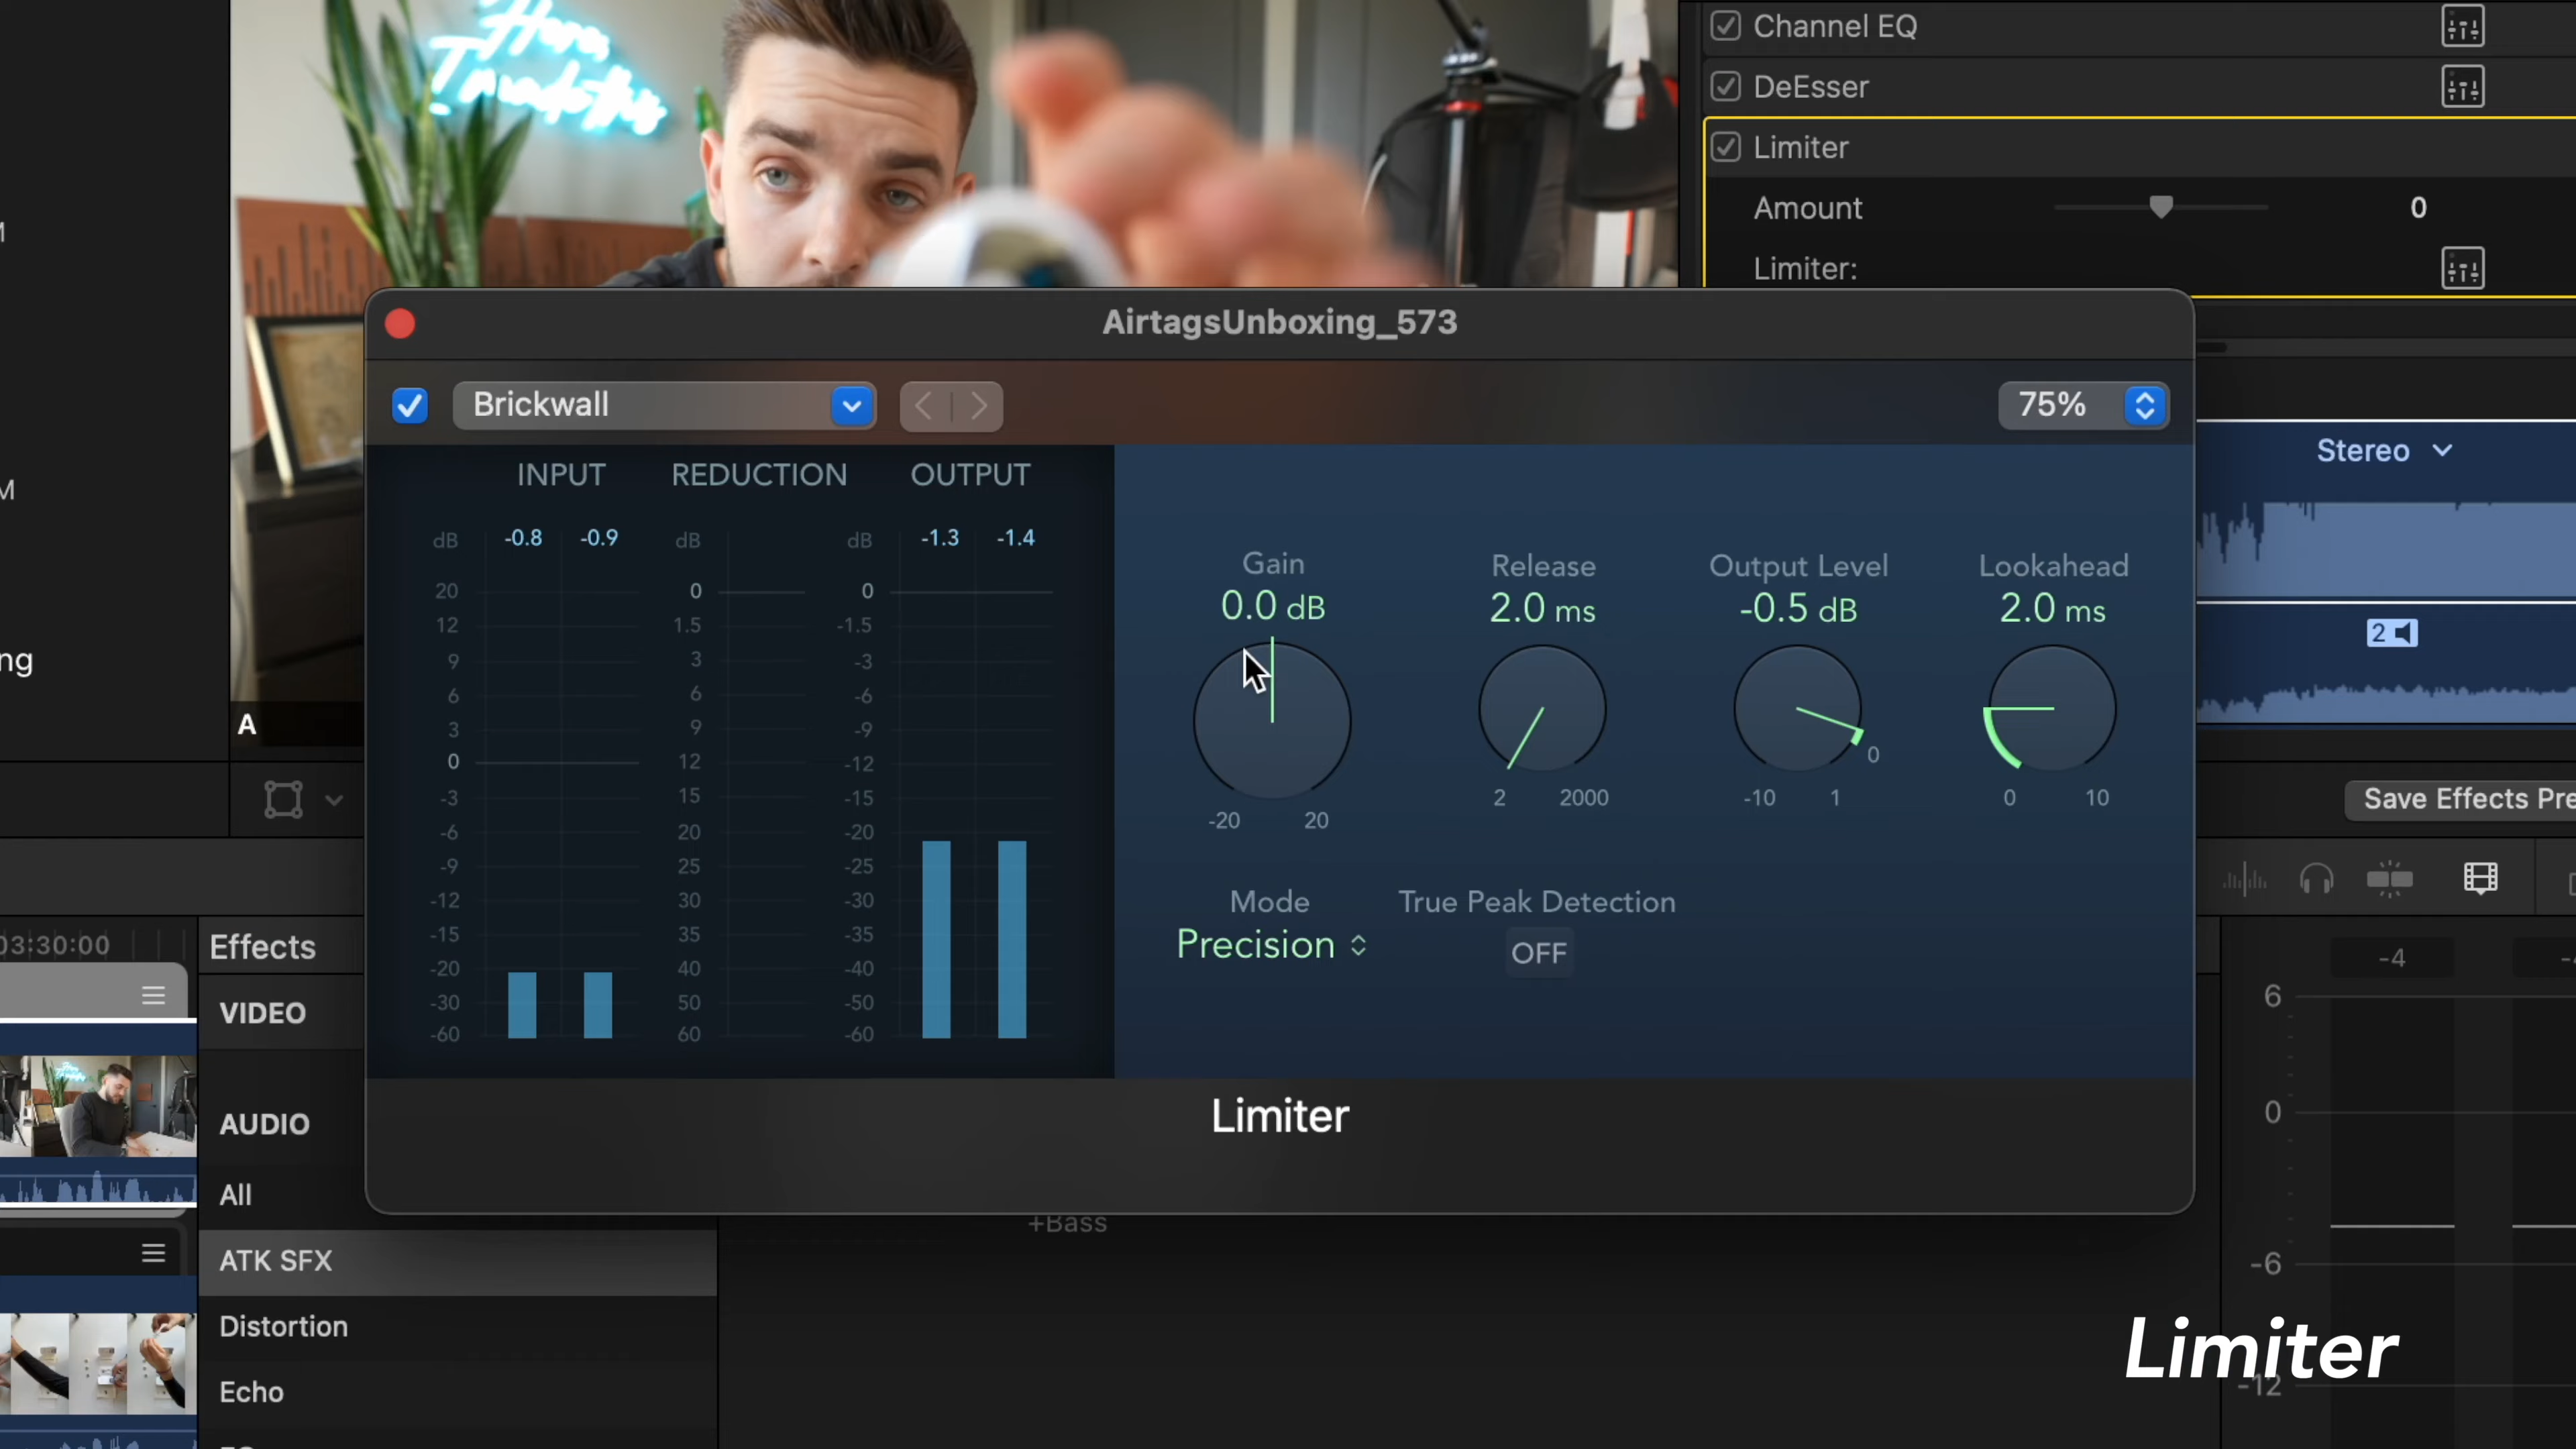 Channel EQ
DeEsser
Limiter
Amount 0
Limiter:
AirtagsUnboxing_573
Brickwall
75%
Stereo
2
M
ng
A
INPUT REDUCTION OUTPUT
dB -0.8 -0.9 dB dB -1.3 -1.4
20 0 0
12 1.5 -1.5
9 3 -3
6 6 -6
3 9 -9
0 12 -12
-3 15 -15
-6 20 -20
-9 25 -25
-12 30 -30
-15 35 -35
-20 40 -40
-30 50 -50
-60 60 -60
Gain Release Output Level Lookahead
0.0 dB 2.0 ms -0.5 dB 2.0 ms
0
-20 20 2 2000 -10 1 0 10
Mode True Peak Detection
Precision OFF
Limiter
Save Effects Pre
03:30:00
Effects
VIDEO
AUDIO
All
ATK SFX
Distortion
Echo
+Bass
-4
6
0
-6
-12
Limiter